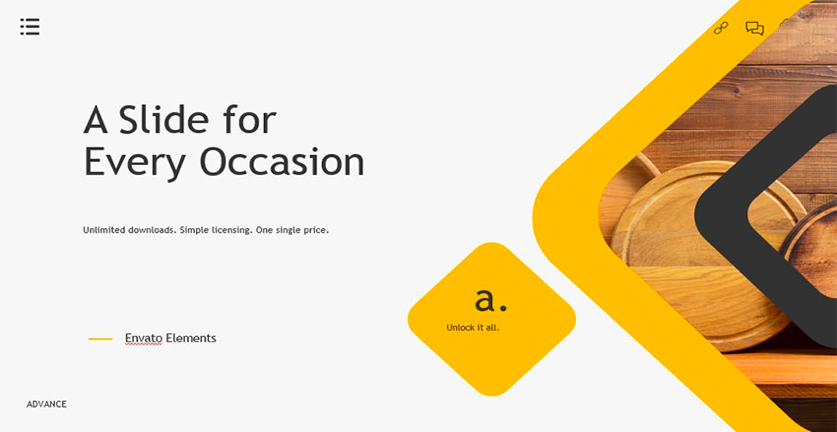 A Slide for
Every Occasion
Unlimited downloads. Simple licensing. One single price.
a.
Unlock it all.
Envato Elements
ADVANCE